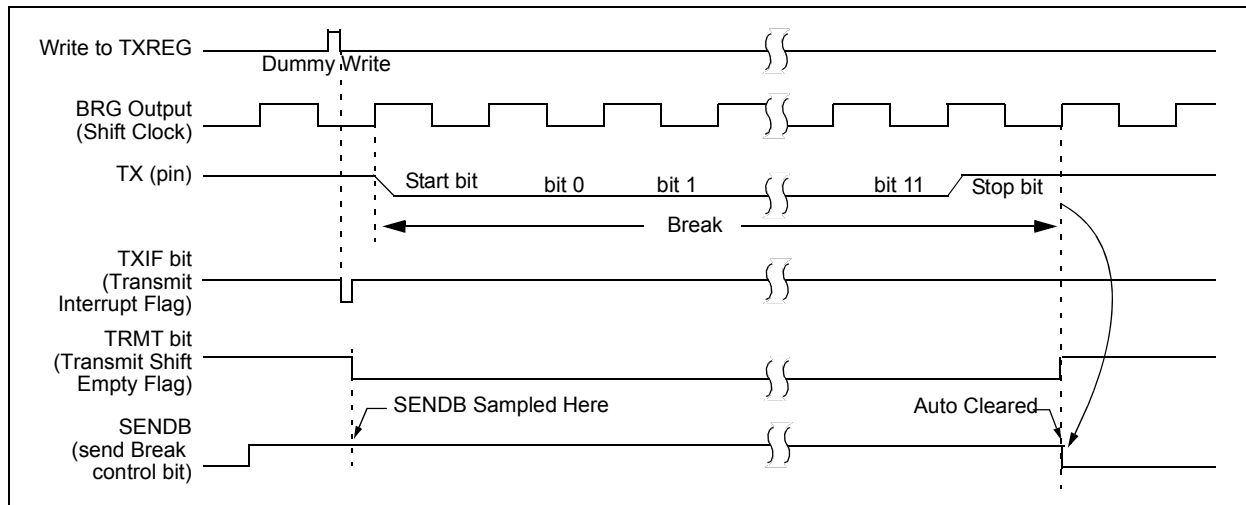 Write to TXREG
Dummy Write
BRG Output
(Shift Clock)
TX (pin)
Start bit
bit 0
bit 1
bit 11
Stop bit
Break
TXIF bit
(Transmit
Interrupt Flag)
TRMT bit
(Transmit Shift
Empty Flag)
SENDB Sampled Here
Auto Cleared
SENDB
(send Break
control bit)